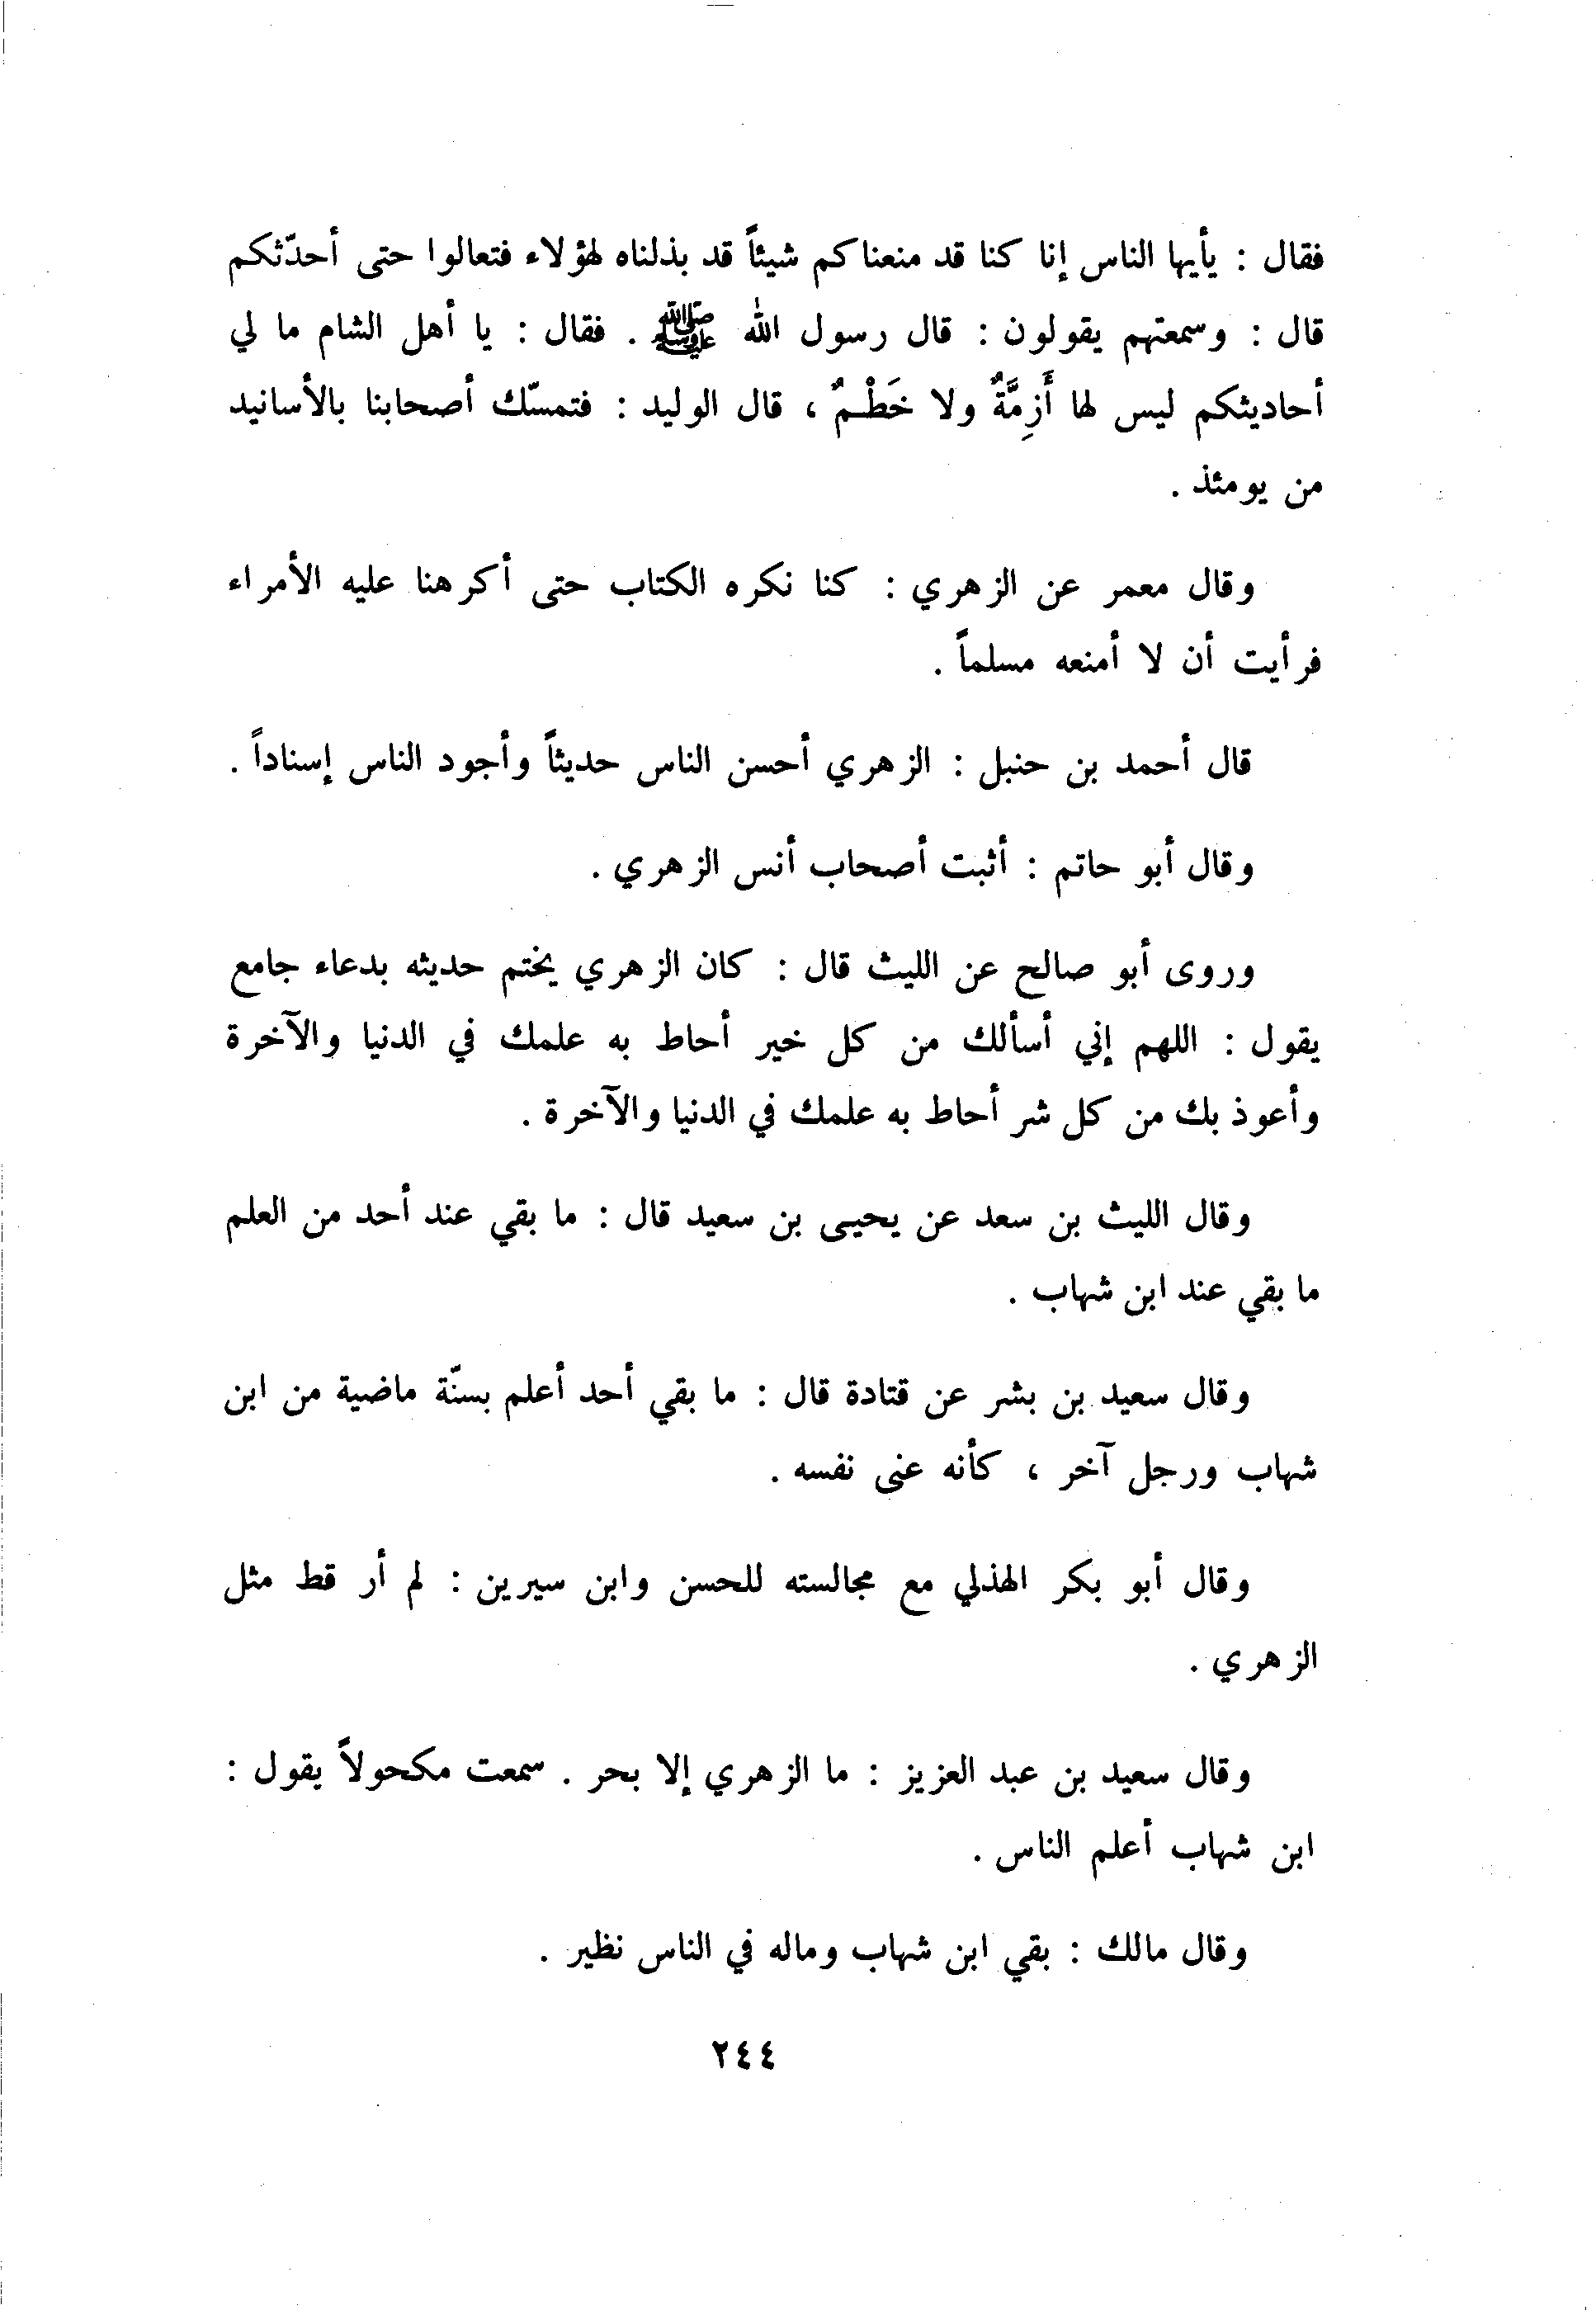 فقال : يأيها الناس إنا كنا قد منعناكم شيئاً قد بذلناه لهؤلاء فتعالوا حتى أحدّثكم
قال : وسمعتهم يقولون : قال رسول الله ﷺ . فقال : يا أهل الشام ما لي
أحاديثكم ليس لها أَزِمَّةٌ ولا خَطْمٌ ، قال الوليد : فتمسّك أصحابنا بالأسانيد
من يومئذ .
وقال معمر عن الزهري : كنا نكره الكتاب حتى أكرهنا عليه الأمراء
فرأيت أن لا أمنعه مسلماً .
قال أحمد بن حنبل : الزهري أحسن الناس حديثاً وأجود الناس إسناداً .
وقال أبو حاتم : أثبت أصحاب أنس الزهري .
وروى أبو صالح عن الليث قال : كان الزهري يختم حديثه بدعاء جامع
يقول : اللهم إني أسألك من كل خير أحاط به علمك في الدنيا والآخرة
وأعوذ بك من كل شر أحاط به علمك في الدنيا والآخرة .
وقال الليث بن سعد عن يحيى بن سعيد قال : ما بقي عند أحد من العلم
ما بقي عند ابن شهاب .
وقال سعيد بن بشر عن قتادة قال : ما بقي أحد أعلم بسنّة ماضية من ابن
شهاب ورجل آخر ، كأنه عنى نفسه .
وقال أبو بكر الهذلي مع مجالسته للحسن وابن سيرين : لم أر قط مثل
الزهري .
وقال سعيد بن عبد العزيز : ما الزهري إلا بحر . سمعت مكحولاً يقول :
ابن شهاب أعلم الناس .
وقال مالك : بقي ابن شهاب وماله في الناس نظير .
٢٤٤